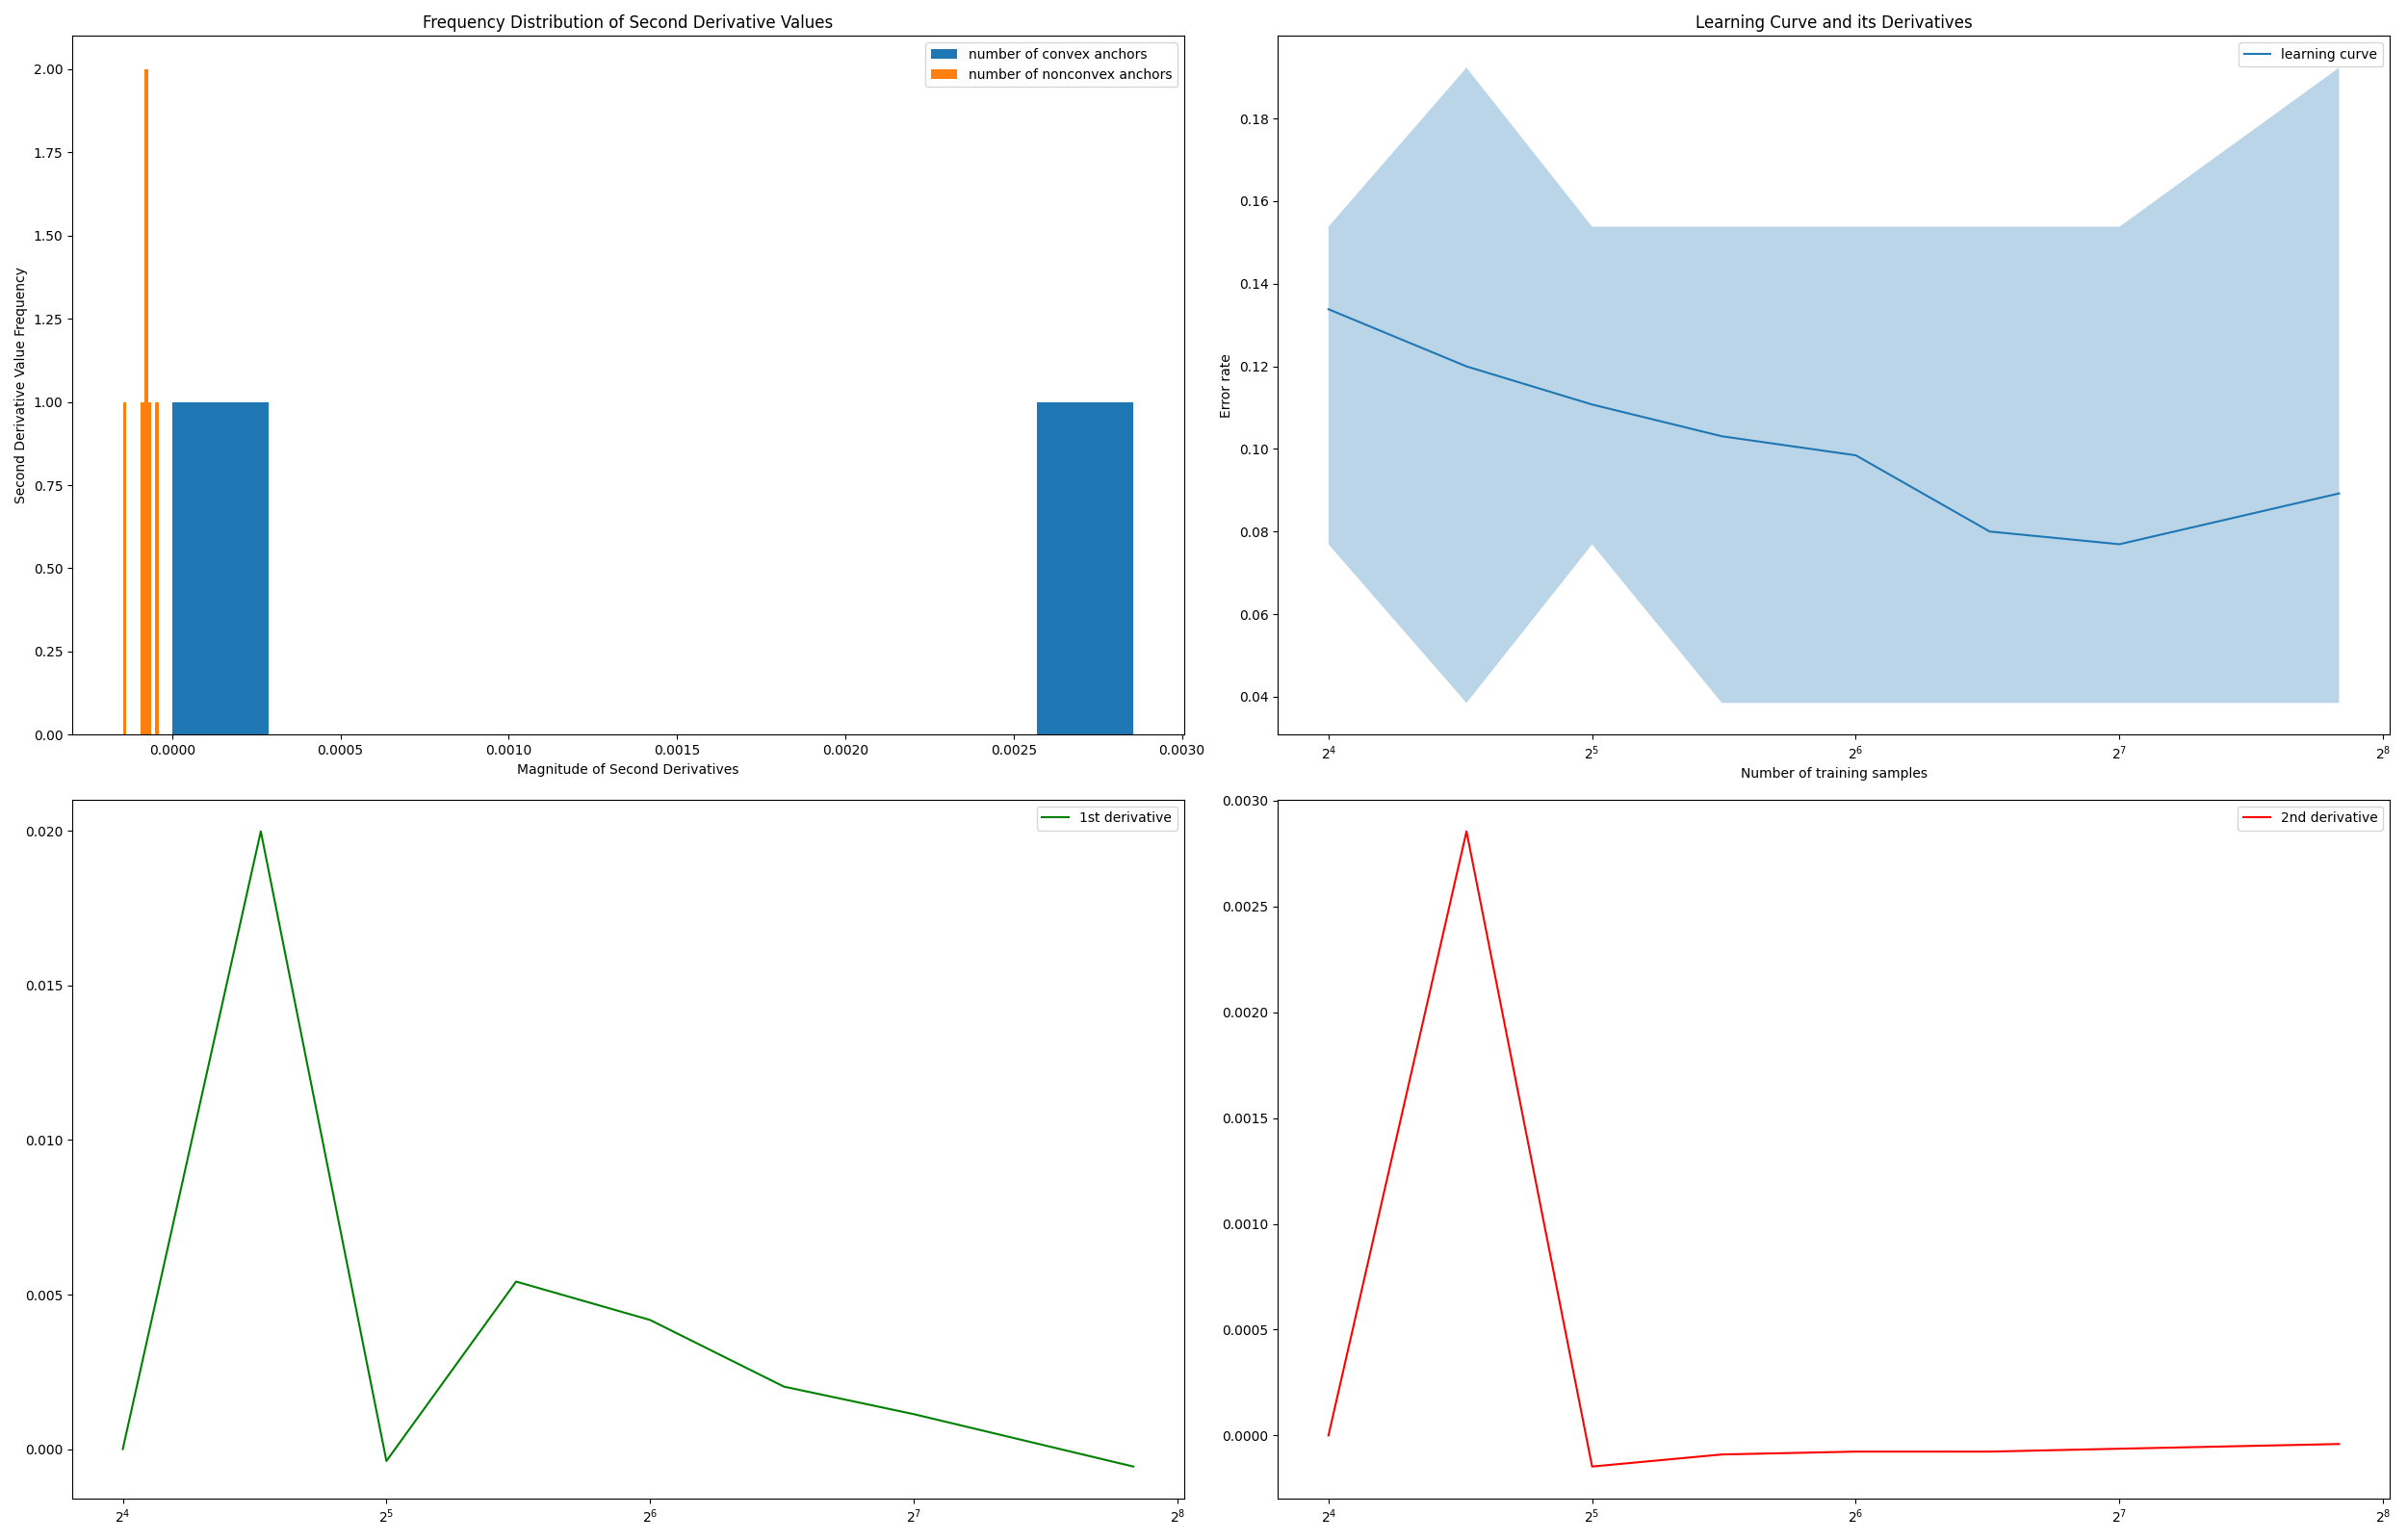 Frequency Distribution of Second Derivative Values
number of convex anchors
number of nonconvex anchors
Second Derivative Value Frequency
2.00
1.75
1.50
1.25
1.00
0.75
0.50
0.25
0.00
0.0000 0.0005 0.0010 0.0015 0.0020 0.0025 0.0030
Magnitude of Second Derivatives
Learning Curve and its Derivatives
learning curve
Error rate
0.18
0.16
0.14
0.12
0.10
0.08
0.06
0.04
2⁴ 2⁵ 2⁶ 2⁷ 2⁸
Number of training samples
1st derivative
0.020
0.015
0.010
0.005
0.000
2⁴ 2⁵ 2⁶ 2⁷ 2⁸
2nd derivative
0.0030
0.0025
0.0020
0.0015
0.0010
0.0005
0.0000
2⁴ 2⁵ 2⁶ 2⁷ 2⁸